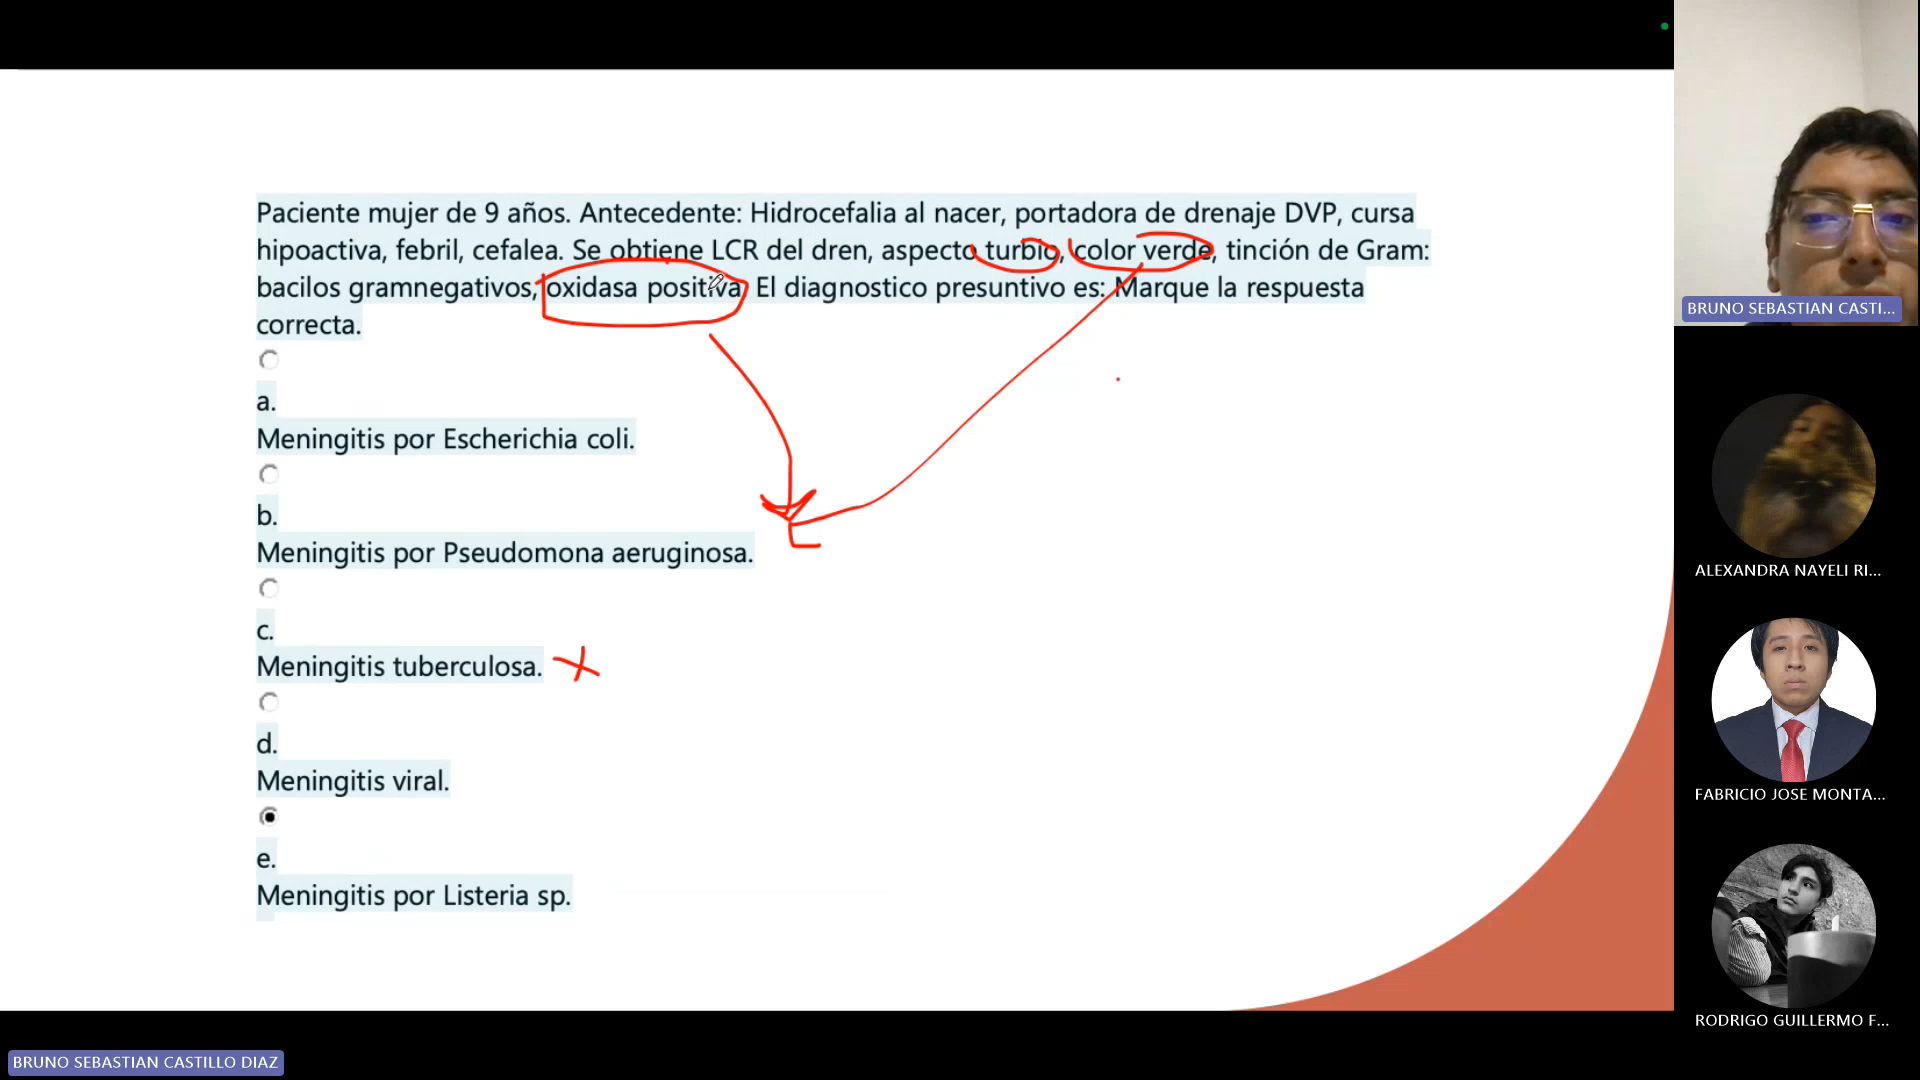 Paciente mujer de 9 años. Antecedente: Hidrocefalia al nacer, portadora de drenaje DVP, cursa
hipoactiva, febril, cefalea. Se obtiene LCR del dren, aspecto turbio, color verde, tinción de Gram:
bacilos gramnegativos, oxidasa positiva. El diagnostico presuntivo es: Marque la respuesta
correcta.
a.
Meningitis por Escherichia coli.
b.
Meningitis por Pseudomona aeruginosa.
c.
Meningitis tuberculosa.
d.
Meningitis viral.
e.
Meningitis por Listeria sp.
BRUNO SEBASTIAN CASTI...
ALEXANDRA NAYELI RI...
FABRICIO JOSE MONTA...
RODRIGO GUILLERMO F...
BRUNO SEBASTIAN CASTILLO DIAZ